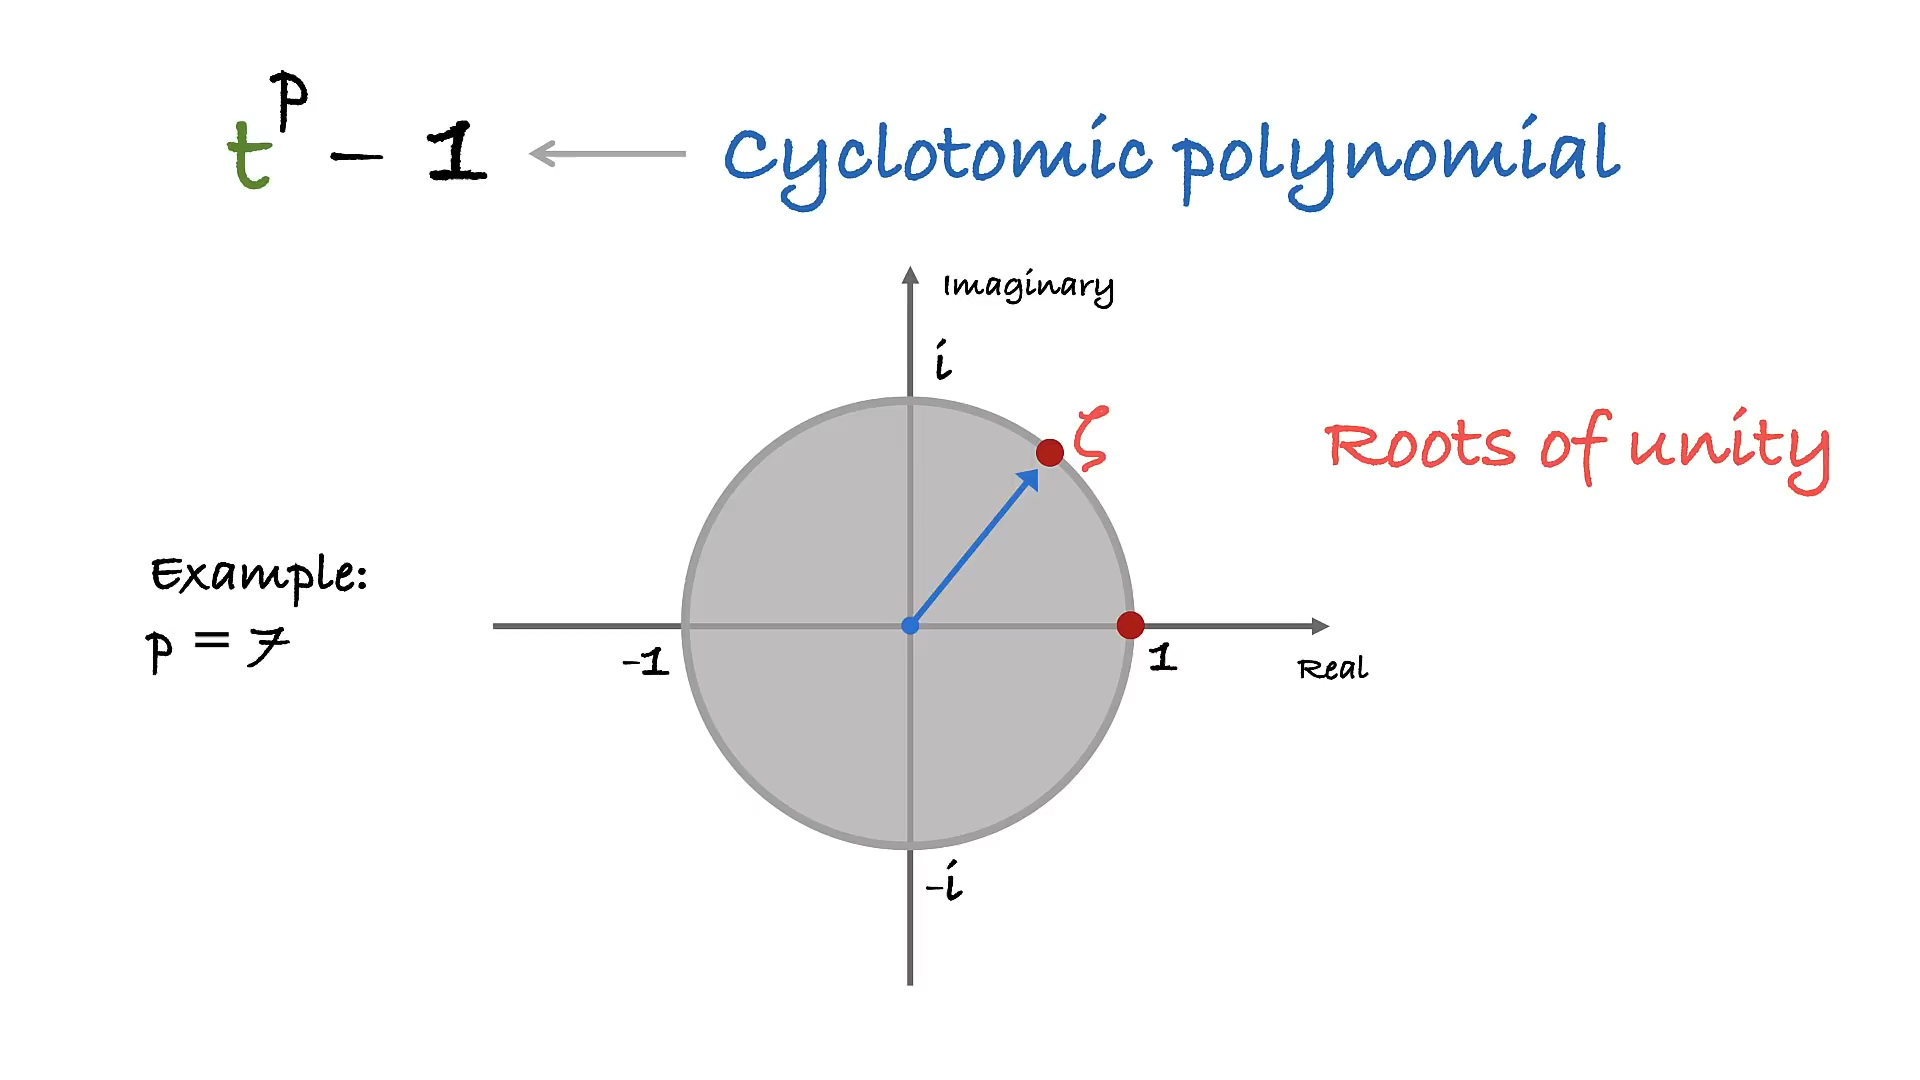 t^p − 1
Cyclotomic polynomial
Imaginary
i
ζ
Roots of unity
Example:
p = 7
-1
1
Real
-i